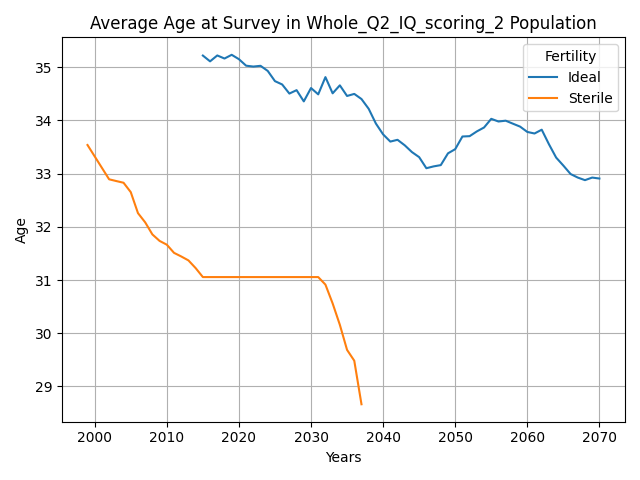 Average Age at Survey in Whole_Q2_IQ_scoring_2 Population
Fertility
Ideal
Sterile
Age
35
34
33
32
31
30
29
2000 2010 2020 2030 2040 2050 2060 2070
Years